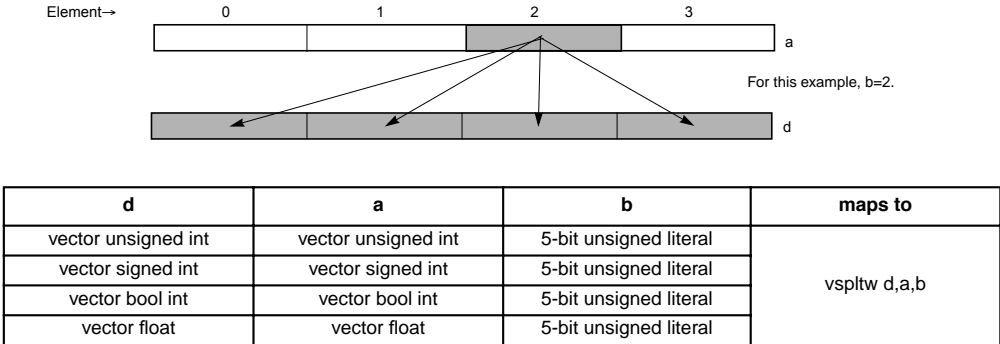 Element→ 0 1 2 3
a
For this example, b=2.
d
d a b maps to
vector unsigned int vector unsigned int 5-bit unsigned literal
vector signed int vector signed int 5-bit unsigned literal
vspltw d,a,b
vector bool int vector bool int 5-bit unsigned literal
vector float vector float 5-bit unsigned literal